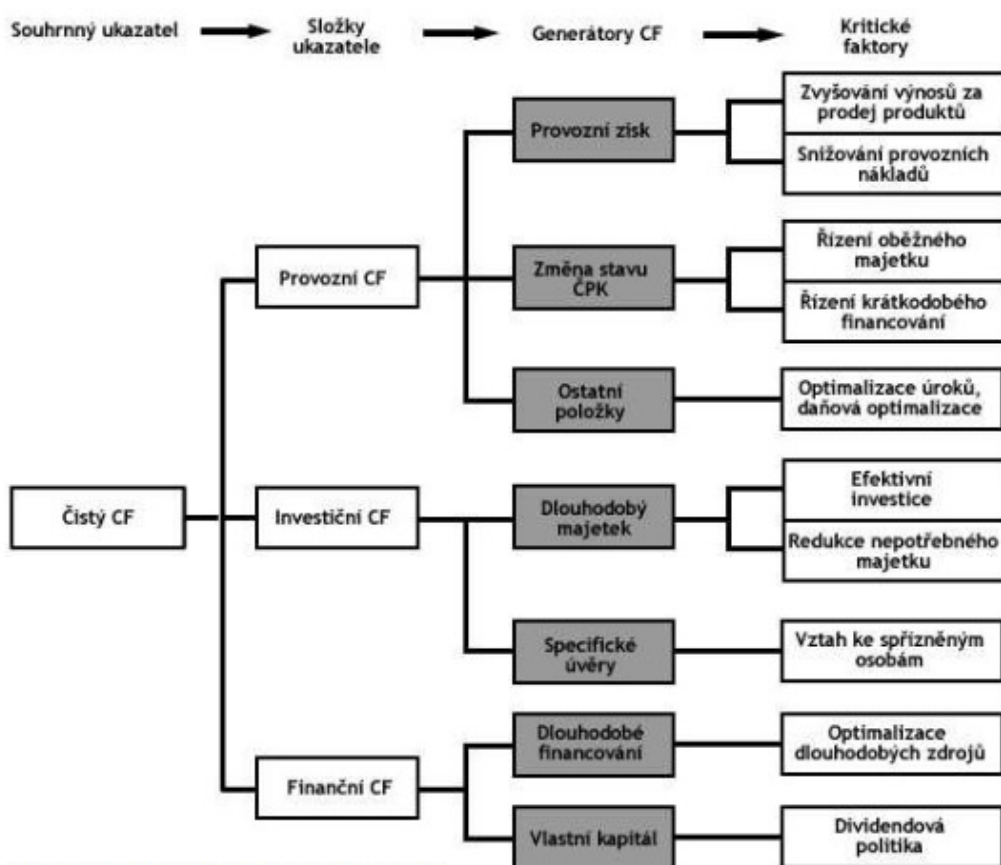 Souhrnný ukazatel
Složky
ukazatele
Generátory CF
Kritické
faktory
Čistý CF
Provozní CF
Investiční CF
Finanční CF
Provozní zisk
Změna stavu
ČPK
Ostatní
položky
Dlouhodobý
majetek
Specifické
úvěry
Dlouhodobé
financování
Vlastní kapitál
Zvyšování výnosů za
prodej produktů
Snižování provozních
nákladů
Řízení oběžného
majetku
Řízení krátkodobého
financování
Optimalizace úroků,
daňová optimalizace
Efektivní
investice
Redukce nepotřebného
majetku
Vztah ke spřízněným
osobám
Optimalizace
dlouhodobých zdrojů
Dividendová
politika